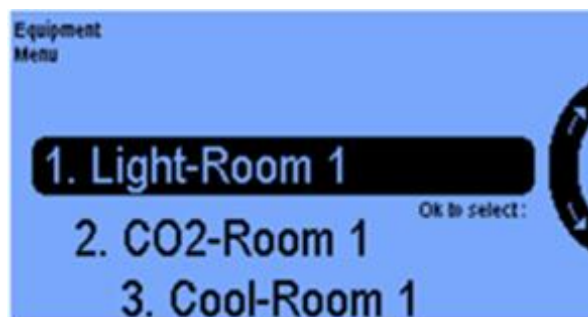 Equipment
Menu
1. Light-Room 1
Ok to select:
2. CO2-Room 1
3. Cool-Room 1